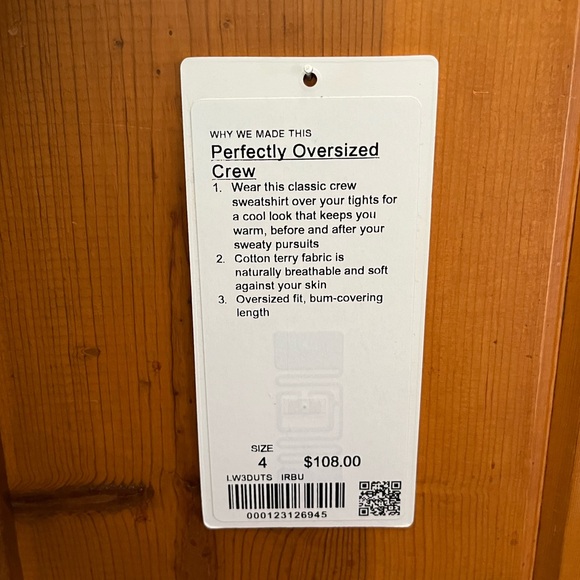 WHY WE MADE THIS
Perfectly Oversized
Crew
1. Wear this classic crew
sweatshirt over your tights for
a cool look that keeps you
warm, before and after your
sweaty pursuits
2. Cotton terry fabric is
naturally breathable and soft
against your skin
3. Oversized fit, bum-covering
length
SIZE
4 $108.00
LW3DUTS IRBU
000123126945